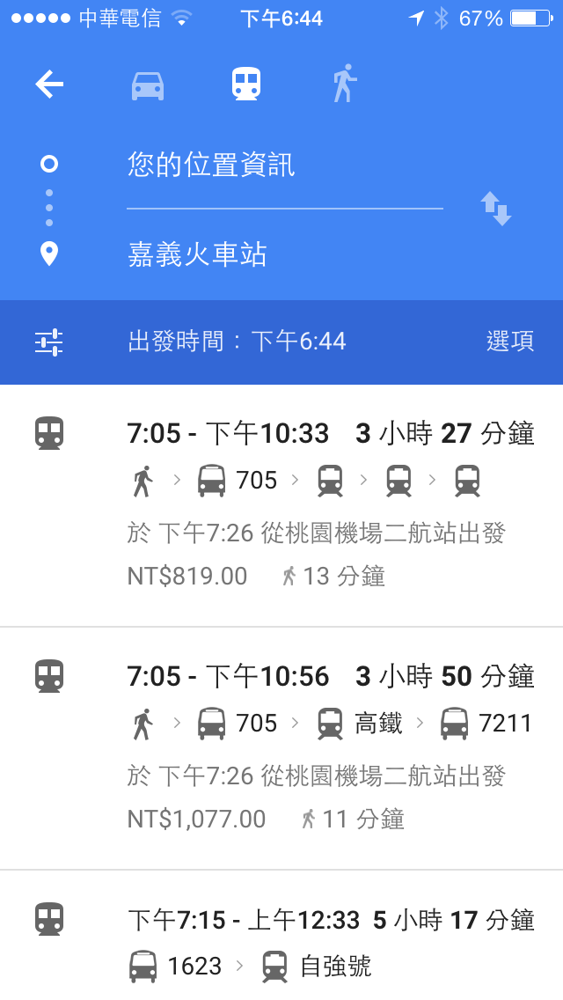 中華電信 下午6:44 67%
您的位置資訊
嘉義火車站
出發時間：下午6:44 選項
7:05 - 下午10:33 3 小時 27 分鐘
705
於 下午7:26 從桃園機場二航站出發
NT$819.00 13 分鐘
7:05 - 下午10:56 3 小時 50 分鐘
705 高鐵 7211
於 下午7:26 從桃園機場二航站出發
NT$1,077.00 11 分鐘
下午7:15 - 上午12:33 5 小時 17 分鐘
1623 自強號